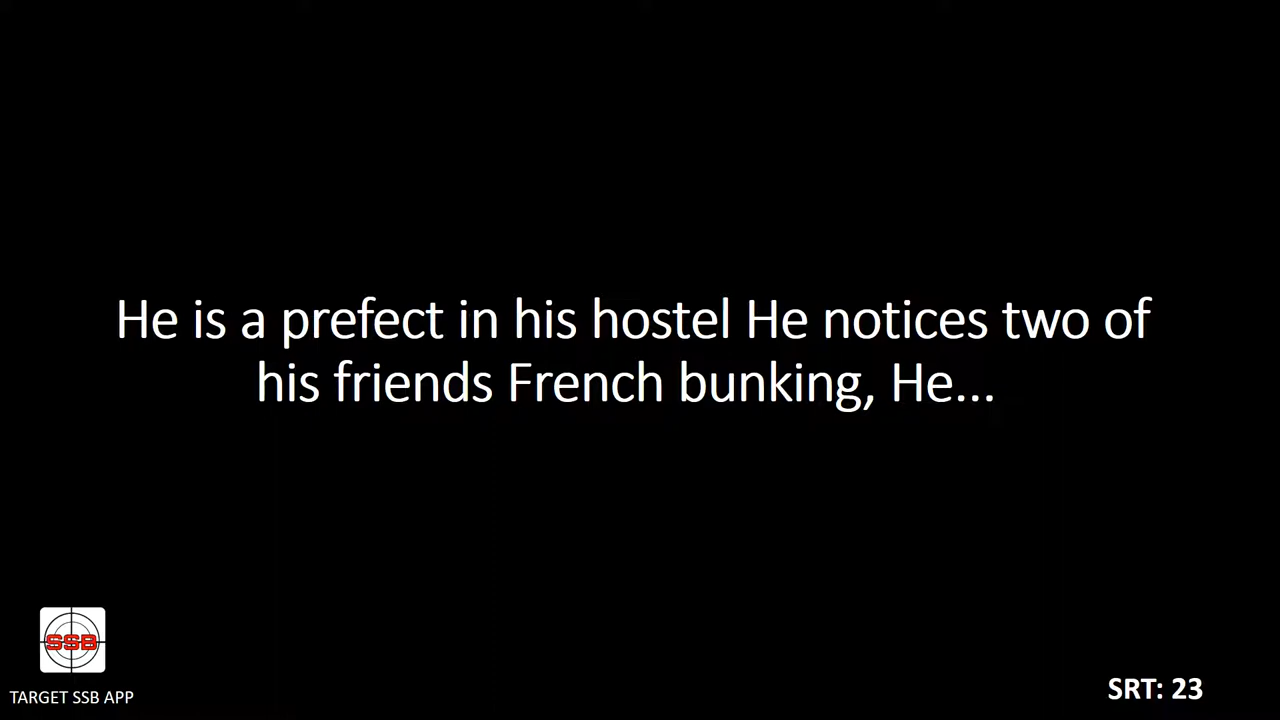 He is a prefect in his hostel He notices two of
his friends French bunking, He...
SSB
TARGET SSB APP
SRT: 23